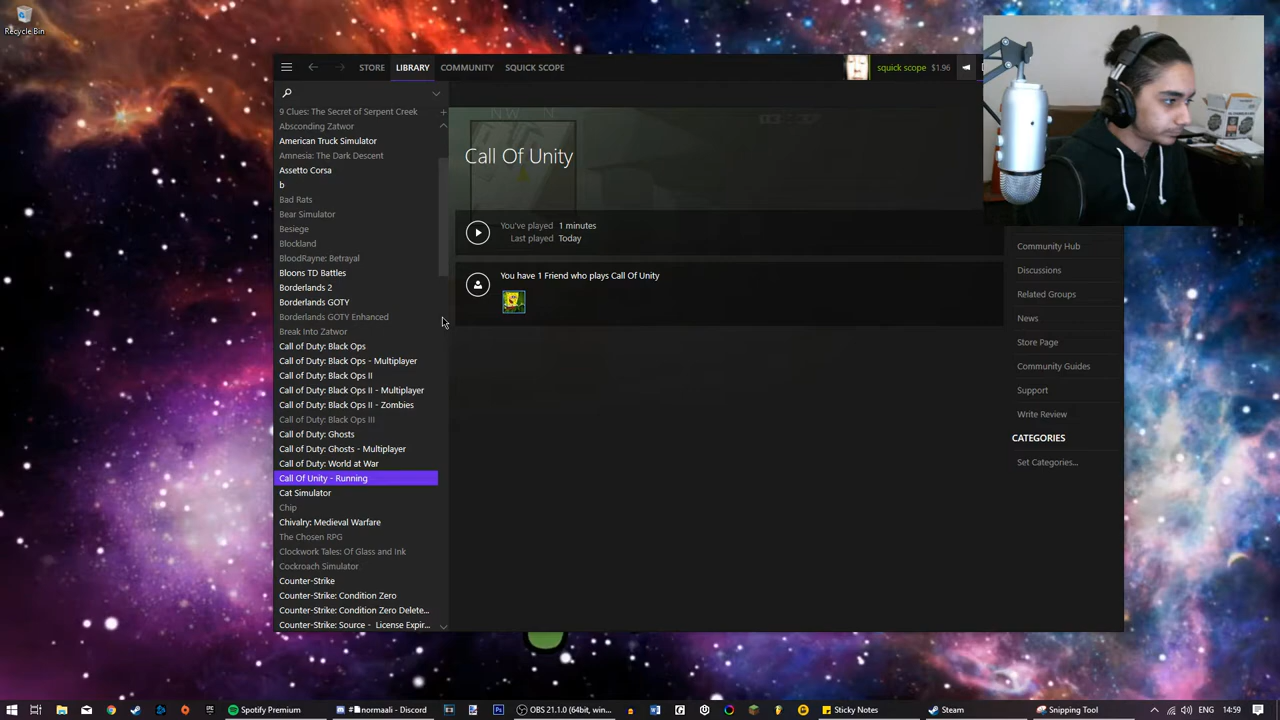 Recycle Bin
STORE LIBRARY COMMUNITY SQUICK SCOPE
squick scope $1.96
9 Clues: The Secret of Serpent Creek
Absconding Zatwor
American Truck Simulator
Amnesia: The Dark Descent
Assetto Corsa
b
Bad Rats
Bear Simulator
Besiege
Blockland
BloodRayne: Betrayal
Bloons TD Battles
Borderlands 2
Borderlands GOTY
Borderlands GOTY Enhanced
Break Into Zatwor
Call of Duty: Black Ops
Call of Duty: Black Ops - Multiplayer
Call of Duty: Black Ops II
Call of Duty: Black Ops II - Multiplayer
Call of Duty: Black Ops II - Zombies
Call of Duty: Black Ops III
Call of Duty: Ghosts
Call of Duty: Ghosts - Multiplayer
Call of Duty: World at War
Call Of Unity - Running
Cat Simulator
Chip
Chivalry: Medieval Warfare
The Chosen RPG
Clockwork Tales: Of Glass and Ink
Cockroach Simulator
Counter-Strike
Counter-Strike: Condition Zero
Counter-Strike: Condition Zero Delete...
Counter-Strike: Source - License Expir...
NW N
Call Of Unity
You've played 1 minutes
Last played Today
You have 1 Friend who plays Call Of Unity
Community Hub
Discussions
Related Groups
News
Store Page
Community Guides
Support
Write Review
CATEGORIES
Set Categories...
Spotify Premium
normaali - Discord
OBS 21.1.0 (64bit, win...
Sticky Notes
Steam
Snipping Tool
ENG
14:59